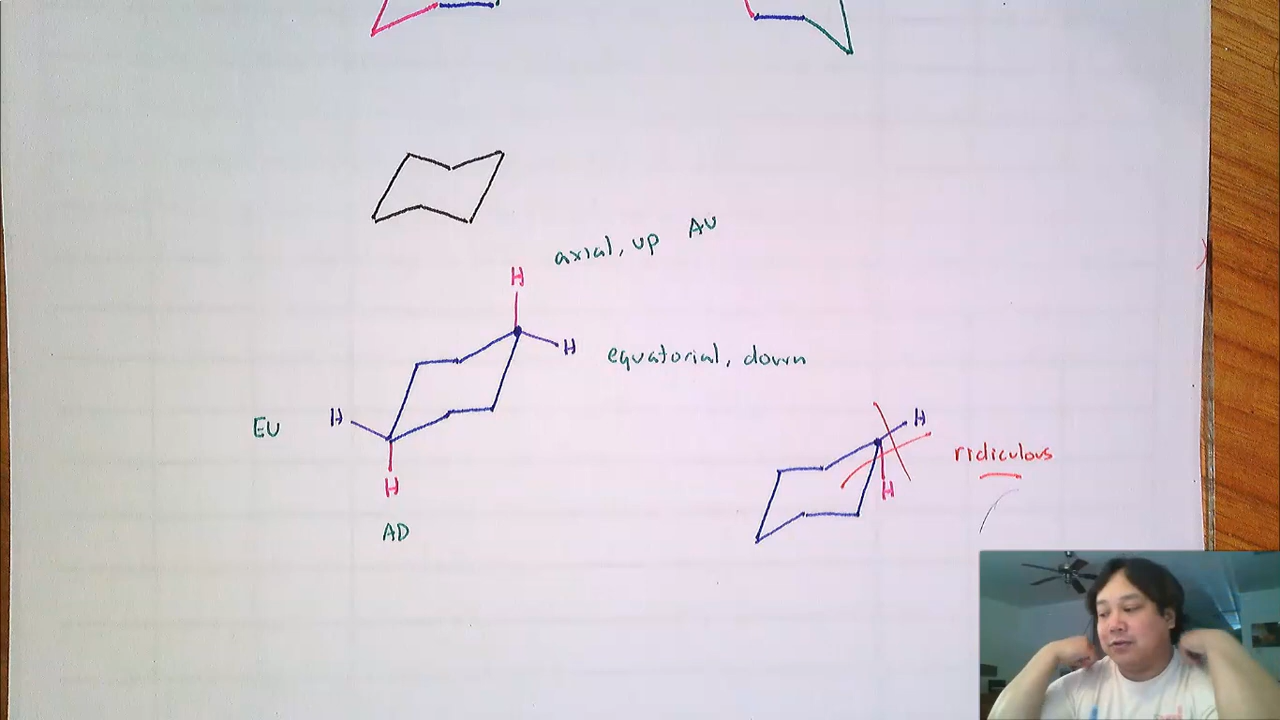 axial, up AU
H
H
equatorial, down
EU H
H
AD
H
H
ridiculous